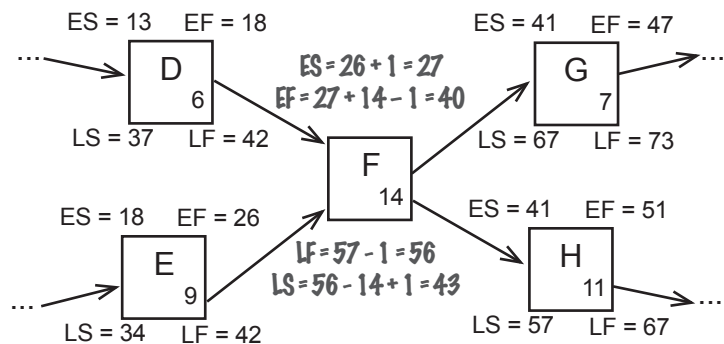 ES = 13 EF = 18
... D
6
LS = 37 LF = 42
ES = 26 + 1 = 27
EF = 27 + 14 – 1 = 40
ES = 41 EF = 47
G ...
7
LS = 67 LF = 73
F
14
ES = 18 EF = 26
... E
9
LS = 34 LF = 42
LF = 57 – 1 = 56
LS = 56 – 14 + 1 = 43
ES = 41 EF = 51
H ...
11
LS = 57 LF = 67